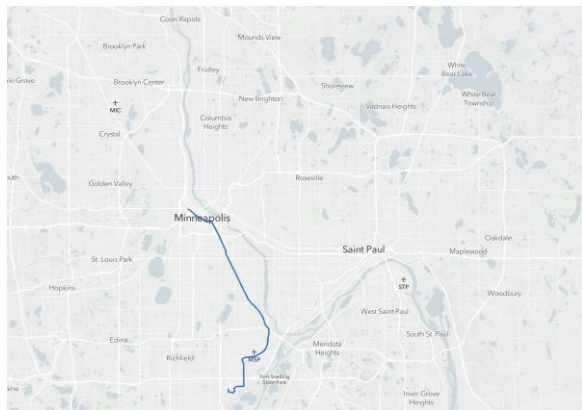 Coon Rapids
Mounds View
Brooklyn Park
White
Bear Lake
Fridley
Brooklyn Center
Shoreview
White Bear
Township
New Brighton
Vadnais Heights
MIC
Columbia
Heights
Crystal
Roseville
Golden Valley
Minneapolis
Oakdale
Saint Paul
Maplewood
St. Louis Park
STP
Hopkins
Woodbury
West Saint Paul
South St. Paul
Edina
Mendota
Heights
Richfield
MSP
Fort Snelling
State Park
Inver Grove
Heights